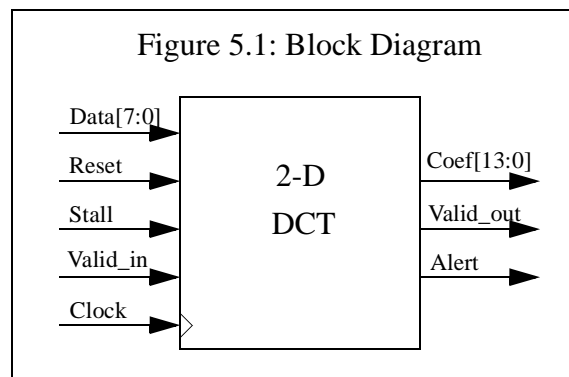 Figure 5.1: Block Diagram
Data[7:0]
Reset
Stall
Valid_in
Clock
2-D
DCT
Coef[13:0]
Valid_out
Alert